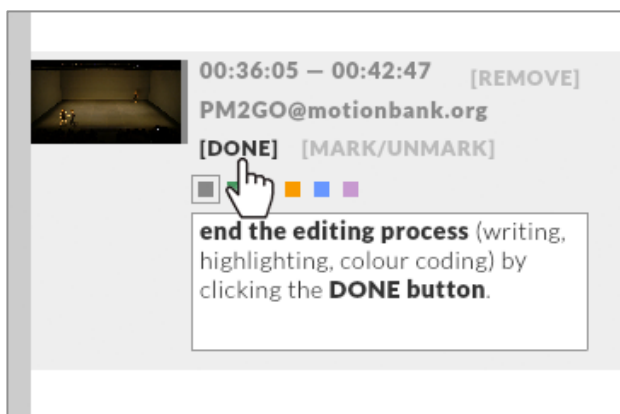 00:36:05 — 00:42:47 [REMOVE]
PM2GO@motionbank.org
[DONE] [MARK/UNMARK]
end the editing process (writing,
highlighting, colour coding) by
clicking the DONE button.